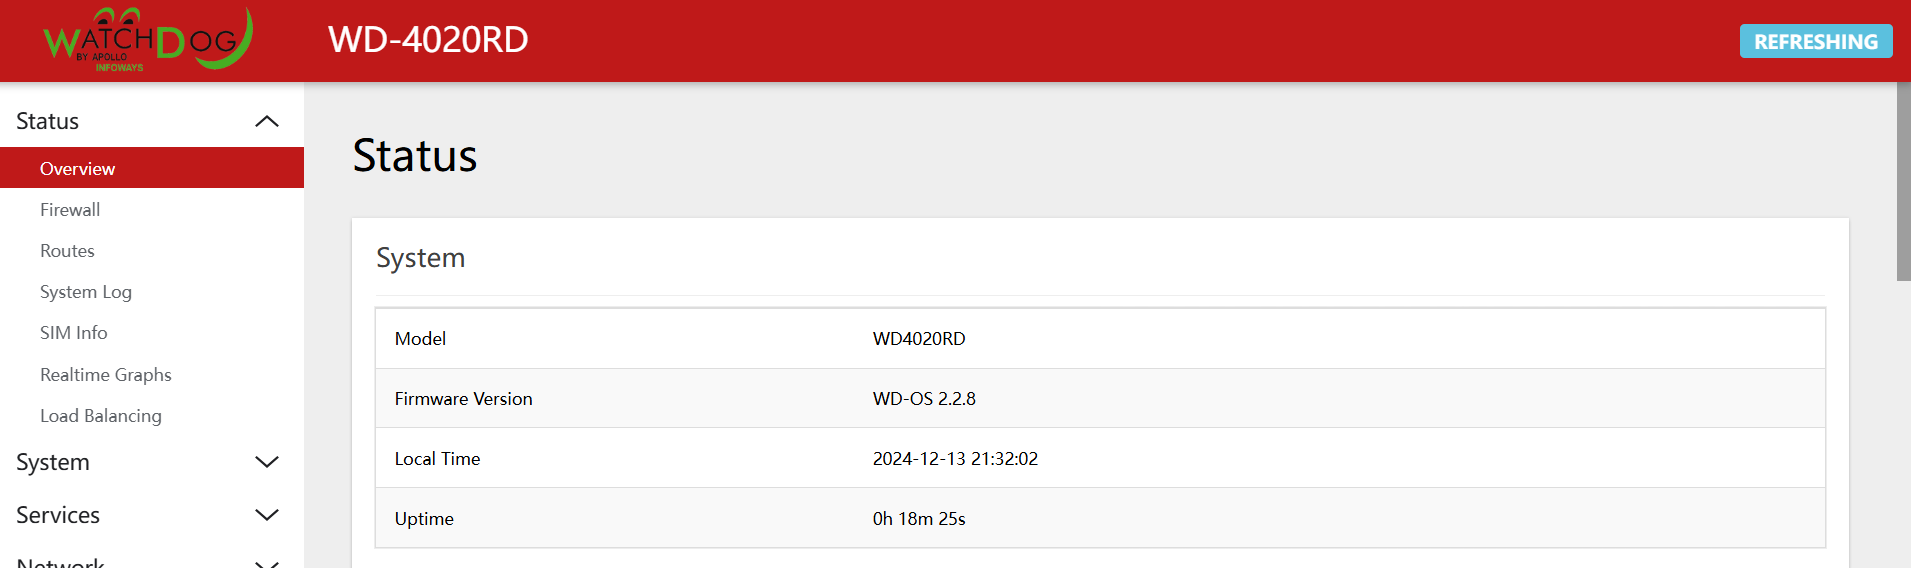 WATCHDOG
BY APOLLO
INFOWAYS
WD-4020RD
REFRESHING
Status
Overview
Firewall
Routes
System Log
SIM Info
Realtime Graphs
Load Balancing
System
Services
Network
Status
System
Model WD4020RD
Firmware Version WD-OS 2.2.8
Local Time 2024-12-13 21:32:02
Uptime 0h 18m 25s